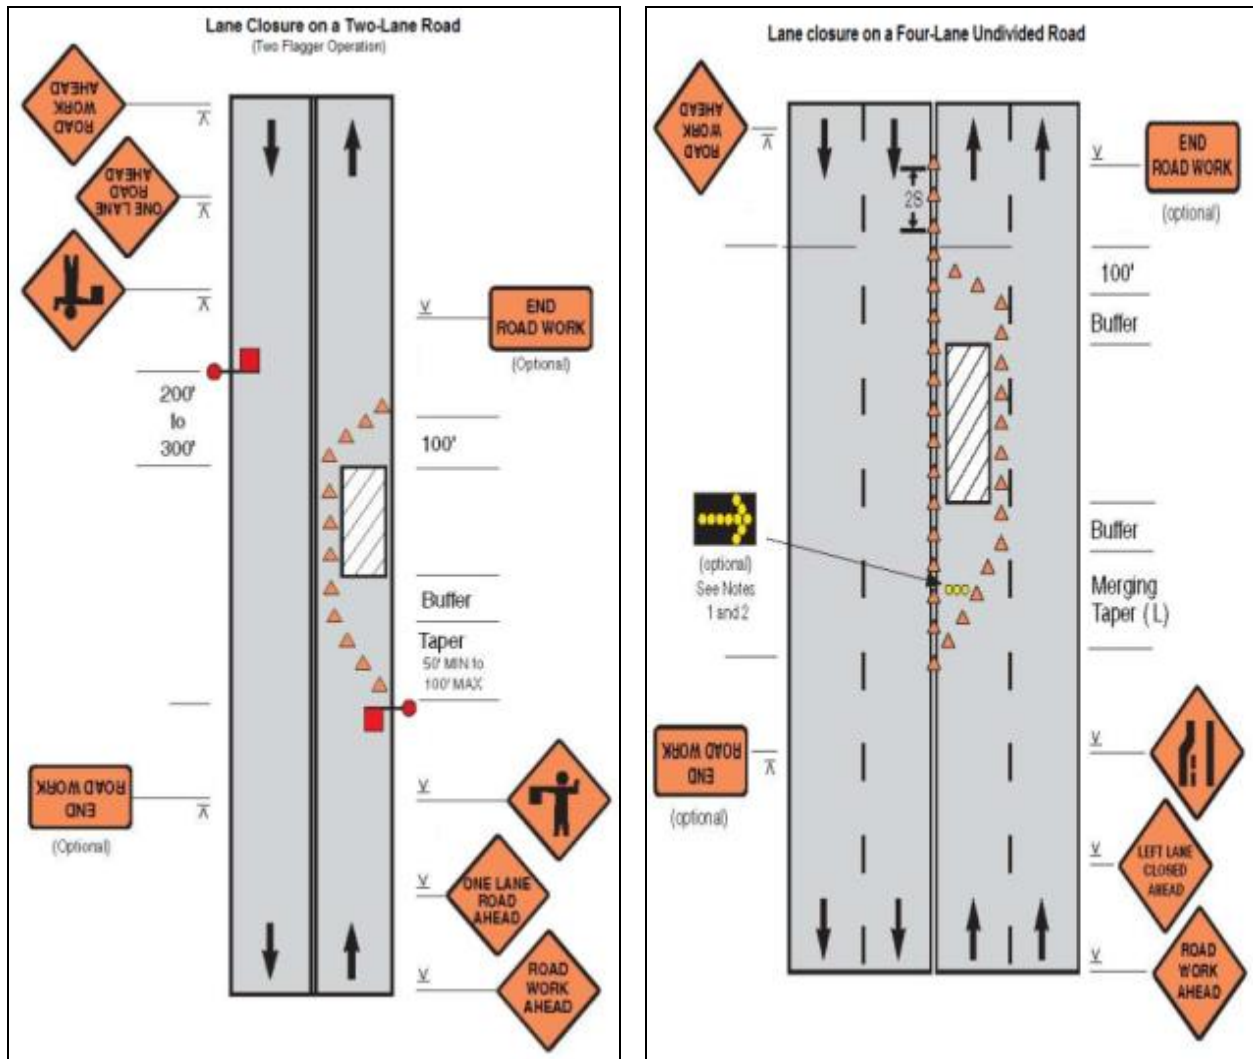 Lane Closure on a Two-Lane Road
(Two Flagger Operation)
ROAD
WORK
AHEAD
ONE LANE
ROAD
AHEAD
END
ROAD WORK
(Optional)
200'
to
300'
100'
Buffer
Taper
50' MIN to
100' MAX
END
ROAD WORK
(Optional)
ONE LANE
ROAD
AHEAD
ROAD
WORK
AHEAD
Lane closure on a Four-Lane Undivided Road
ROAD
WORK
AHEAD
END
ROAD WORK
(optional)
2S
100'
Buffer
(optional)
See Notes
1 and 2
Buffer
Merging
Taper (L)
END
ROAD WORK
(optional)
LEFT LANE
CLOSED
AHEAD
ROAD
WORK
AHEAD